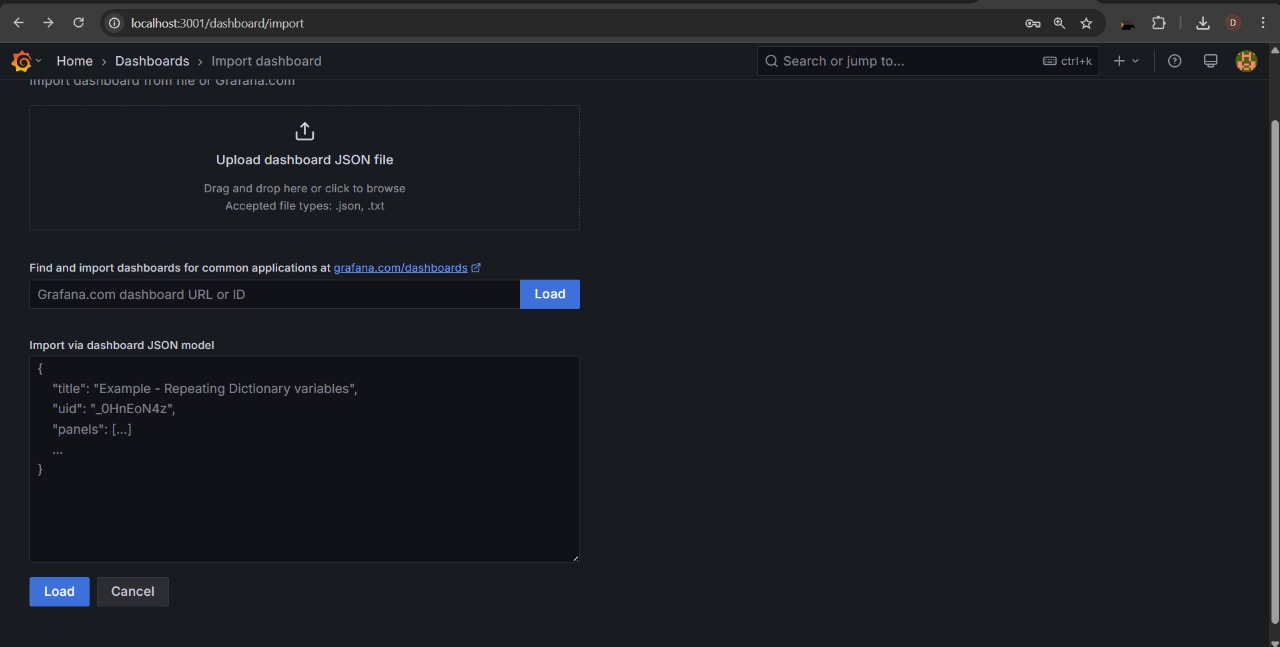 localhost:3001/dashboard/import
D
Home › Dashboards › Import dashboard
Search or jump to...
ctrl+k
Import dashboard from file or Grafana.com
Upload dashboard JSON file
Drag and drop here or click to browse
Accepted file types: .json, .txt
Find and import dashboards for common applications at grafana.com/dashboards
Grafana.com dashboard URL or ID
Load
Import via dashboard JSON model
{
"title": "Example - Repeating Dictionary variables",
"uid": "_0HnEoN4z",
"panels": [...]
...
}
Load
Cancel